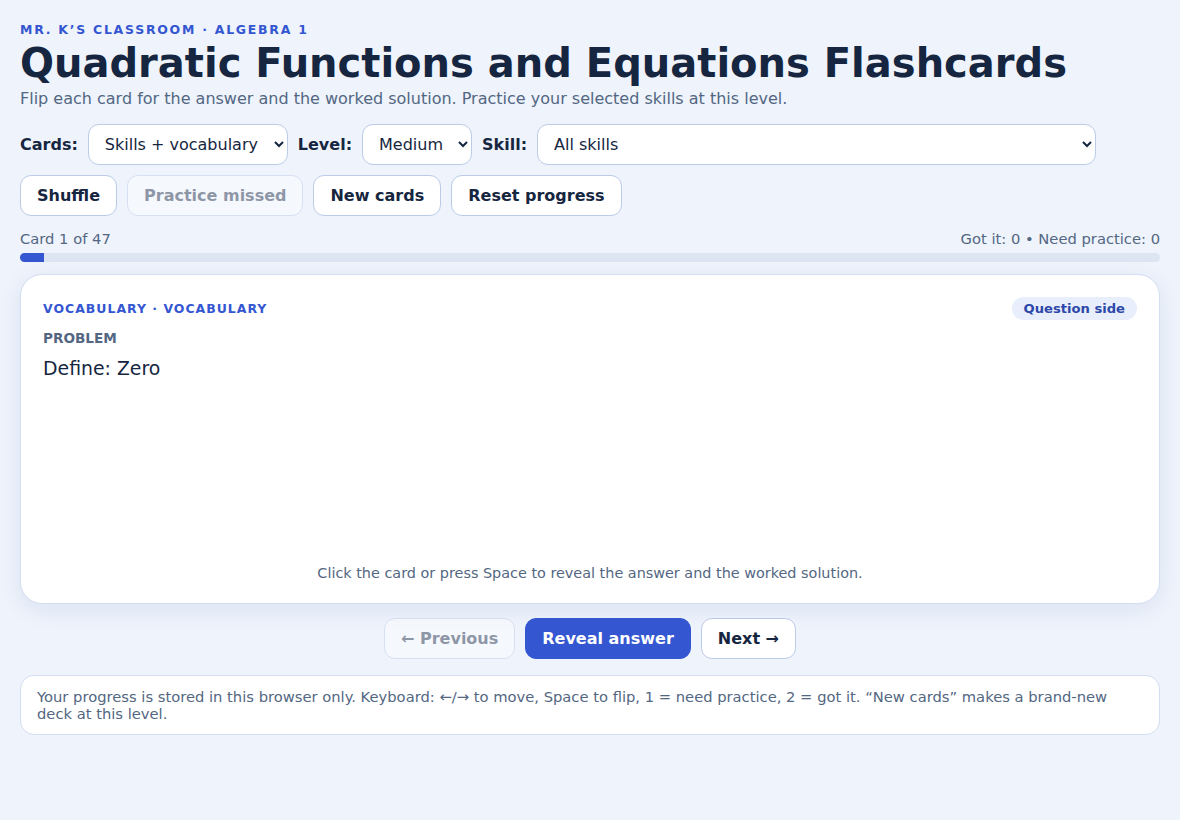 MR. K’S CLASSROOM · ALGEBRA 1
Quadratic Functions and Equations Flashcards
Flip each card for the answer and the worked solution. Practice your selected skills at this level.
Cards: Skills + vocabulary Level: Medium Skill: All skills
Shuffle Practice missed New cards Reset progress
Card 1 of 47 Got it: 0 • Need practice: 0
VOCABULARY · VOCABULARY Question side
PROBLEM
Define: Zero
Click the card or press Space to reveal the answer and the worked solution.
← Previous Reveal answer Next →
Your progress is stored in this browser only. Keyboard: ←/→ to move, Space to flip, 1 = need practice, 2 = got it. “New cards” makes a brand-new
deck at this level.